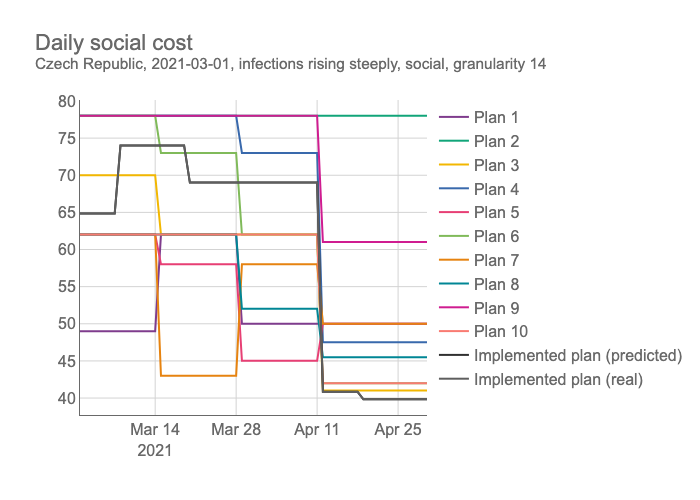 Daily social cost
Czech Republic, 2021-03-01, infections rising steeply, social, granularity 14
80
75
70
65
60
55
50
45
40
Mar 14
2021
Mar 28
Apr 11
Apr 25
Plan 1
Plan 2
Plan 3
Plan 4
Plan 5
Plan 6
Plan 7
Plan 8
Plan 9
Plan 10
Implemented plan (predicted)
Implemented plan (real)